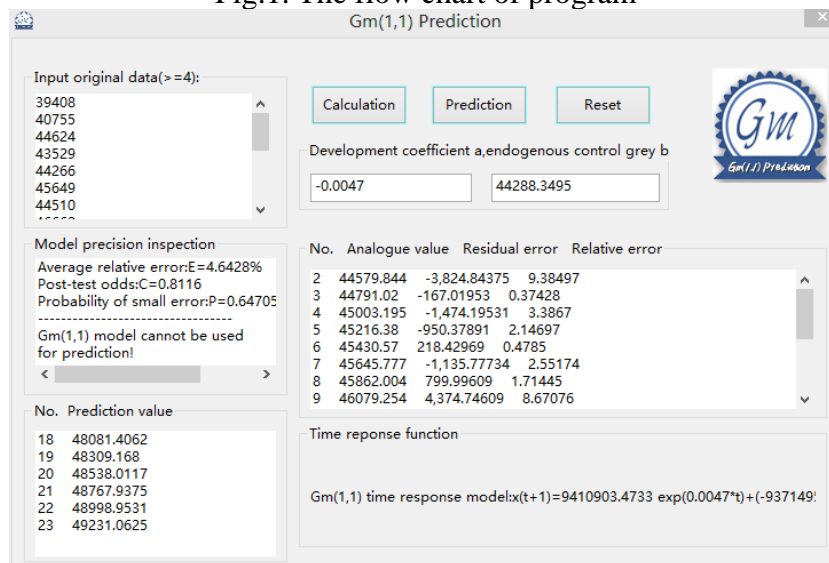 Fig.1. The flow chart of program
Gm(1,1) Prediction
Input original data(>=4):
39408
40755
44624
43529
44266
45649
44510
Calculation Prediction Reset
Gm
Gm(1,1) Prediction
Development coefficient a,endogenous control grey b
-0.0047 44288.3495
Model precision inspection
Average relative error:E=4.6428%
Post-test odds:C=0.8116
Probability of small error:P=0.64705
---------------------------------
Gm(1,1) model cannot be used
for prediction!
No. Analogue value Residual error Relative error
2 44579.844 -3,824.84375 9.38497
3 44791.02 -167.01953 0.37428
4 45003.195 -1,474.19531 3.3867
5 45216.38 -950.37891 2.14697
6 45430.57 218.42969 0.4785
7 45645.777 -1,135.77734 2.55174
8 45862.004 799.99609 1.71445
9 46079.254 4,374.74609 8.67076
No. Prediction value
18 48081.4062
19 48309.168
20 48538.0117
21 48767.9375
22 48998.9531
23 49231.0625
Time reponse function
Gm(1,1) time response model:x(t+1)=9410903.4733 exp(0.0047*t)+(-937149